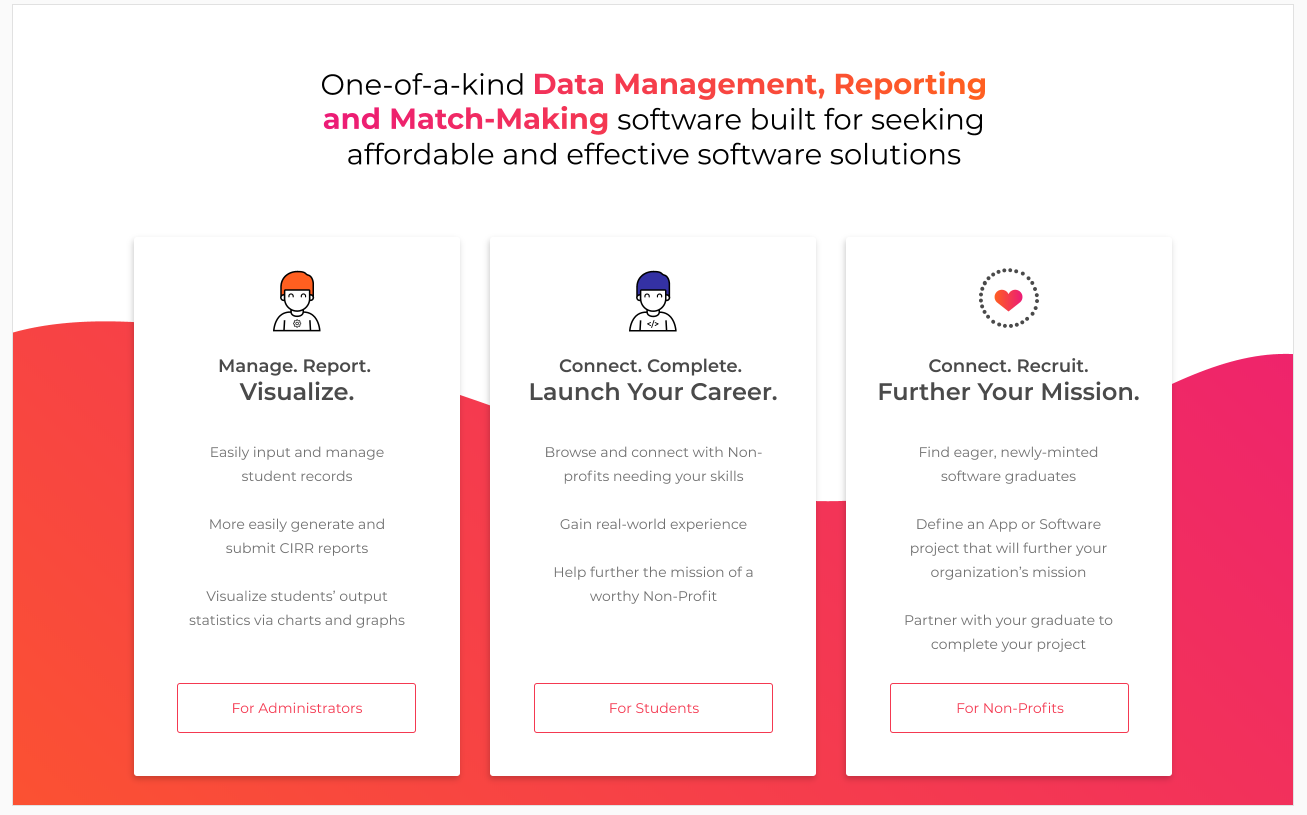 One-of-a-kind Data Management, Reporting
and Match-Making software built for seeking
affordable and effective software solutions
</>
Manage. Report.
Visualize.
Easily input and manage
student records
More easily generate and
submit CIRR reports
Visualize students’ output
statistics via charts and graphs
For Administrators
Connect. Complete.
Launch Your Career.
Browse and connect with Non-
profits needing your skills
Gain real-world experience
Help further the mission of a
worthy Non-Profit
For Students
Connect. Recruit.
Further Your Mission.
Find eager, newly-minted
software graduates
Define an App or Software
project that will further your
organization’s mission
Partner with your graduate to
complete your project
For Non-Profits